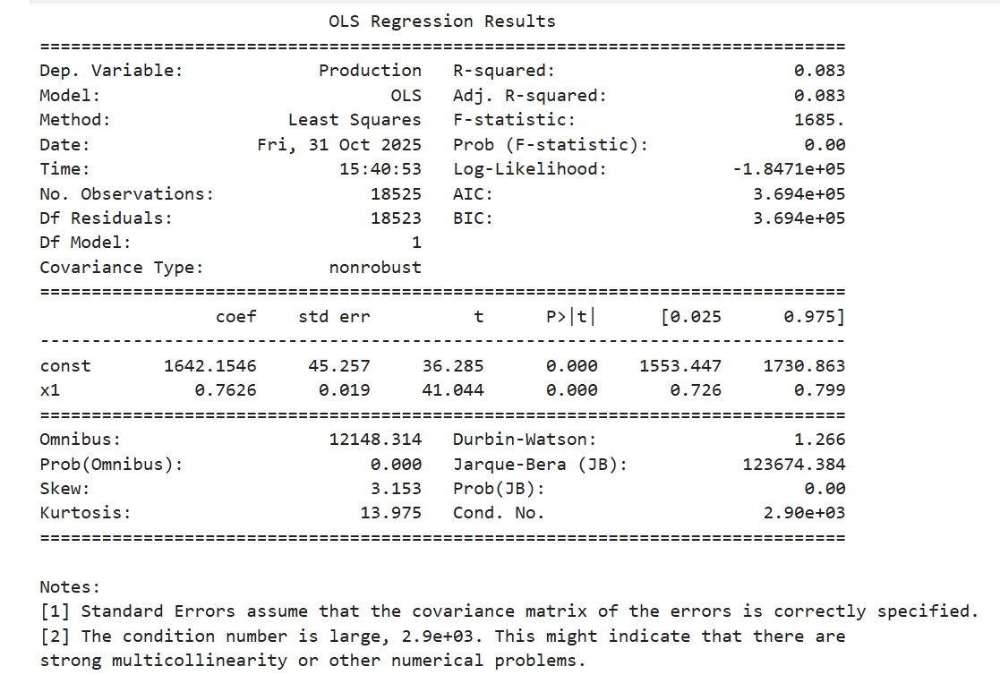 OLS Regression Results
==============================================================================
Dep. Variable:             Production   R-squared:                       0.083
Model:                            OLS   Adj. R-squared:                  0.083
Method:                 Least Squares   F-statistic:                     1685.
Date:                Fri, 31 Oct 2025   Prob (F-statistic):               0.00
Time:                        15:40:53   Log-Likelihood:            -1.8471e+05
No. Observations:               18525   AIC:                         3.694e+05
Df Residuals:                   18523   BIC:                         3.694e+05
Df Model:                           1
Covariance Type:            nonrobust
==============================================================================
                 coef    std err          t      P>|t|      [0.025      0.975]
------------------------------------------------------------------------------
const       1642.1546     45.257     36.285      0.000    1553.447    1730.863
x1             0.7626      0.019     41.044      0.000       0.726       0.799
==============================================================================
Omnibus:                    12148.314   Durbin-Watson:                   1.266
Prob(Omnibus):                  0.000   Jarque-Bera (JB):           123674.384
Skew:                           3.153   Prob(JB):                         0.00
Kurtosis:                      13.975   Cond. No.                     2.90e+03
==============================================================================
Notes:
[1] Standard Errors assume that the covariance matrix of the errors is correctly specified.
[2] The condition number is large, 2.9e+03. This might indicate that there are
strong multicollinearity or other numerical problems.